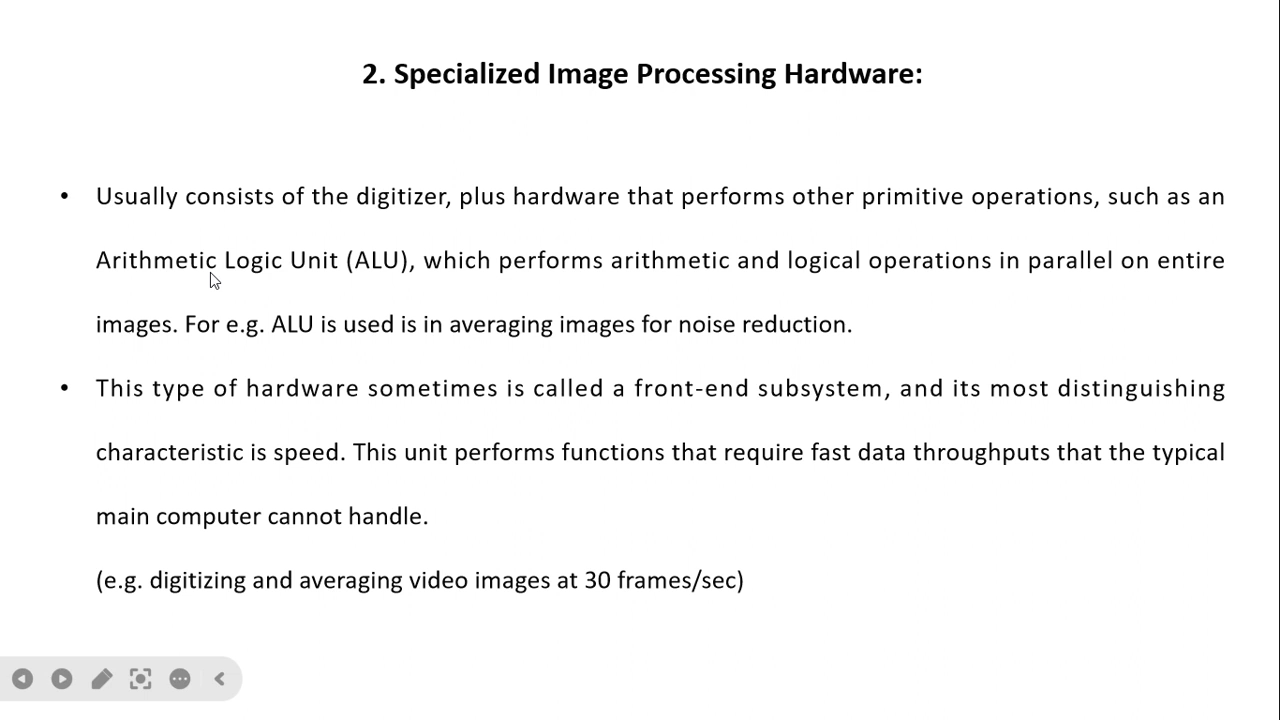 2. Specialized Image Processing Hardware:
• Usually consists of the digitizer, plus hardware that performs other primitive operations, such as an
Arithmetic Logic Unit (ALU), which performs arithmetic and logical operations in parallel on entire
images. For e.g. ALU is used is in averaging images for noise reduction.
• This type of hardware sometimes is called a front-end subsystem, and its most distinguishing
characteristic is speed. This unit performs functions that require fast data throughputs that the typical
main computer cannot handle.
(e.g. digitizing and averaging video images at 30 frames/sec)